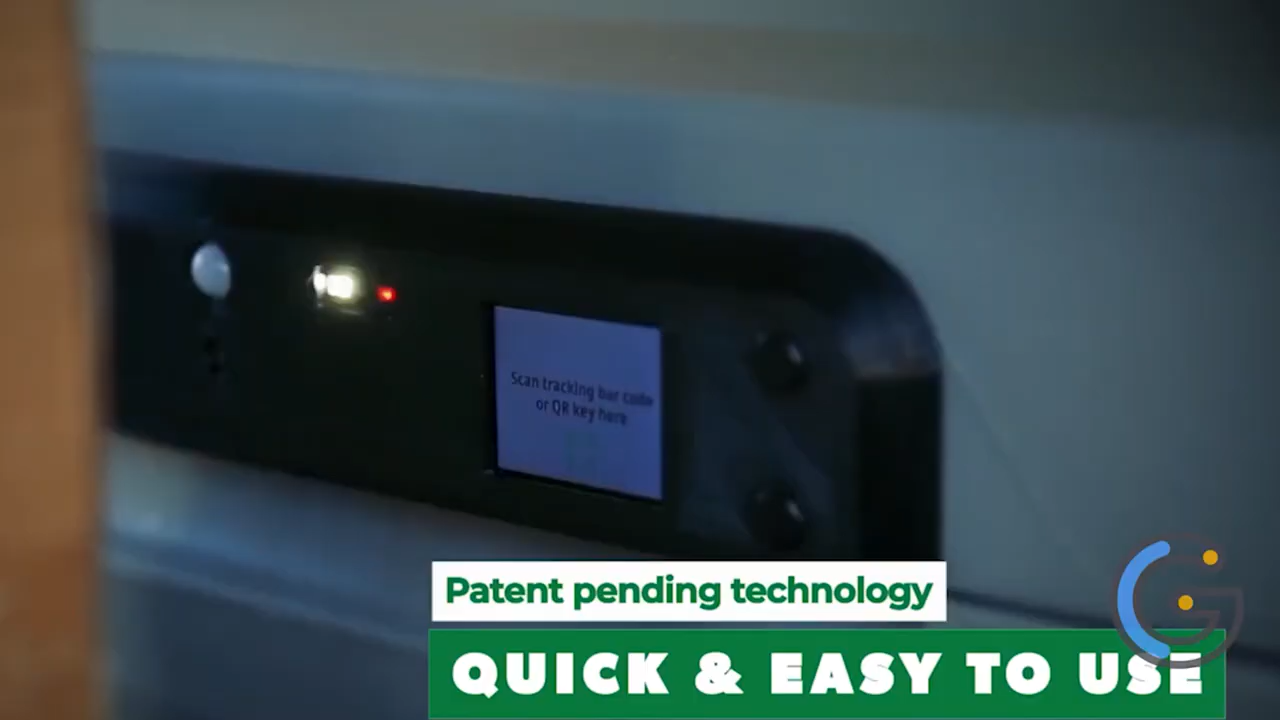 Scan tracking bar code
or QR key here
Patent pending technology
QUICK & EASY TO USE